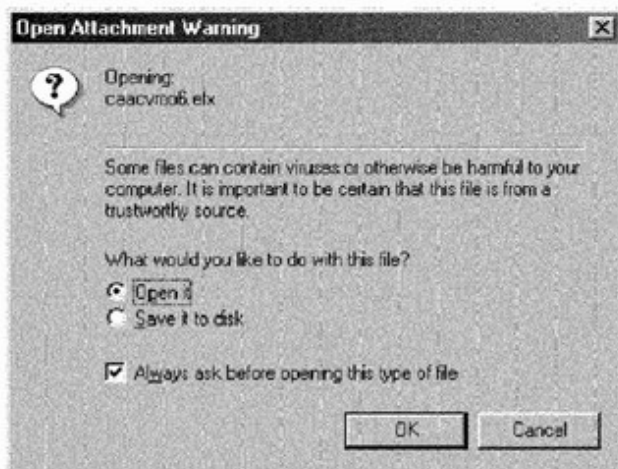 Open Attachment Warning
Opening:
caacvmo6.elx
Some files can contain viruses or otherwise be harmful to your
computer. It is important to be certain that this file is from a
trustworthy source.
What would you like to do with this file?
Open it
Save it to disk
Always ask before opening this type of file
OK
Cancel